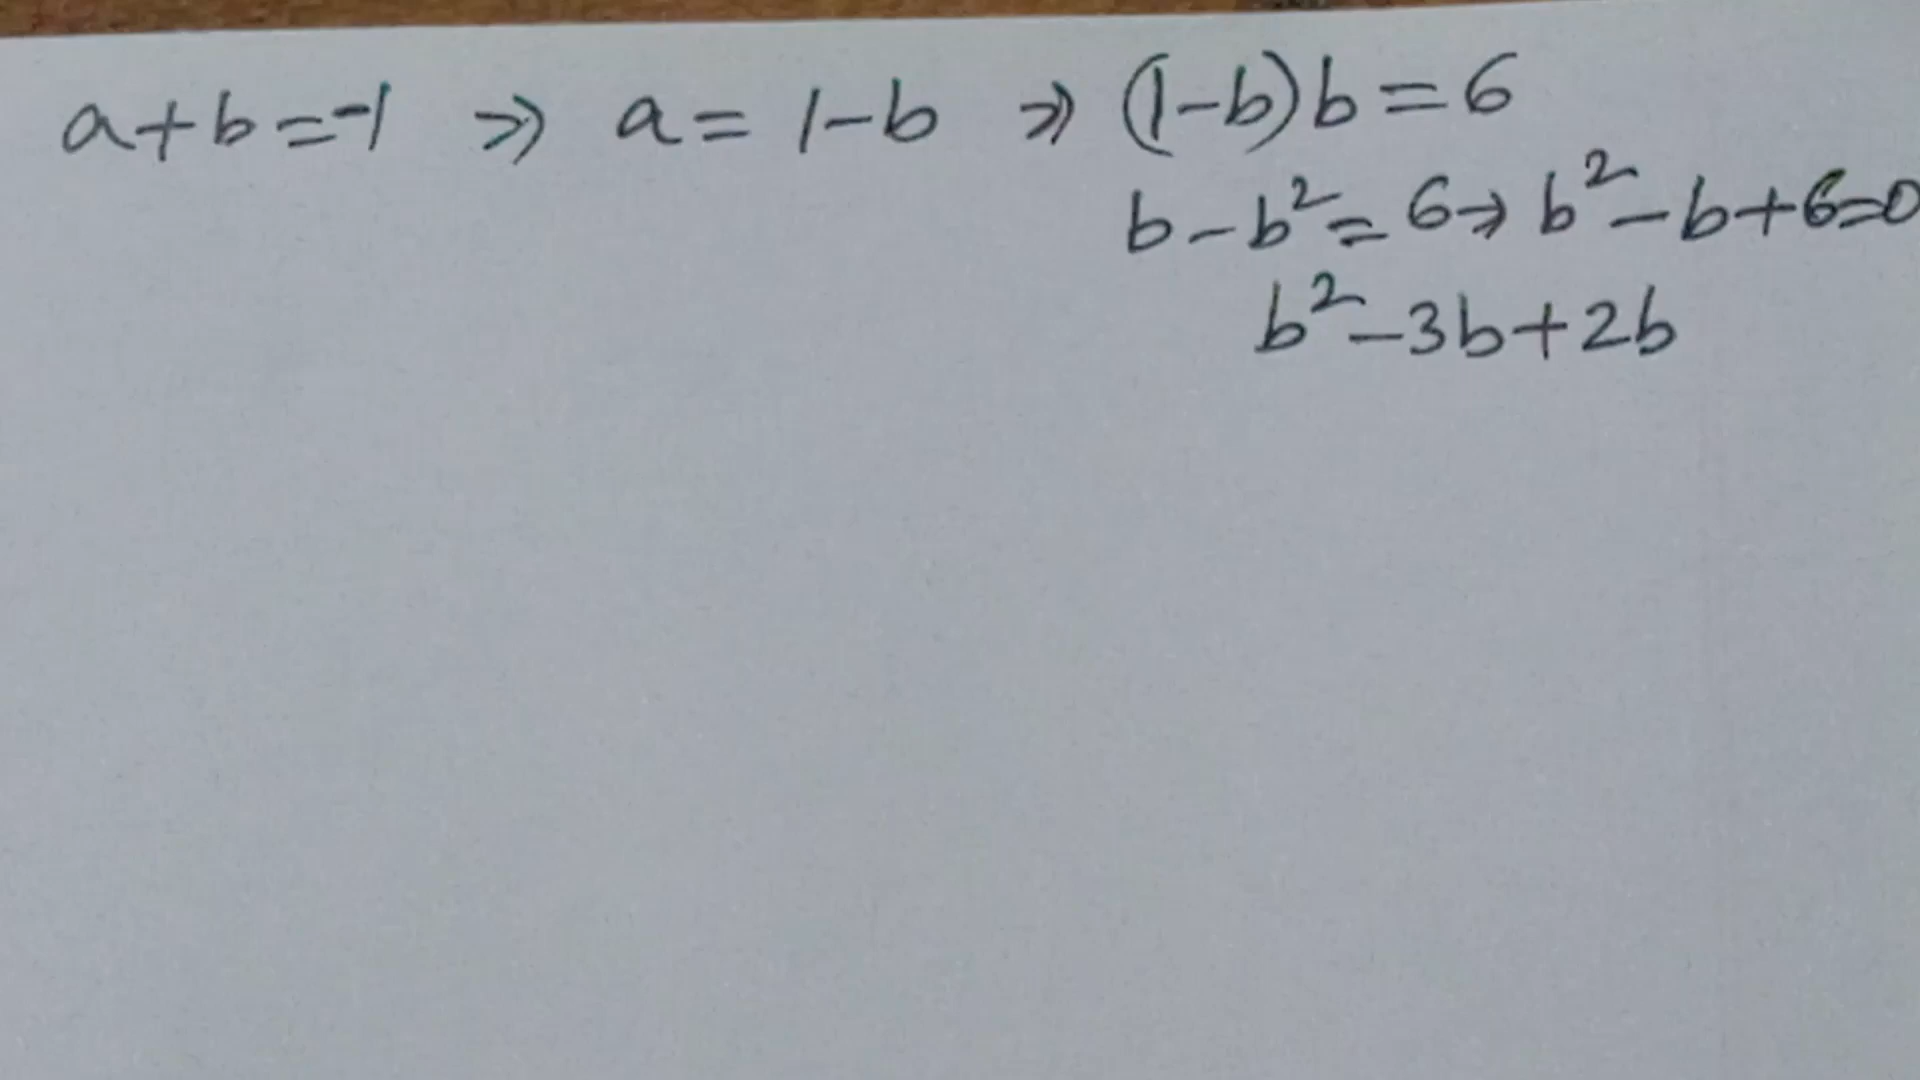 a+b=-1 => a= 1-b => (1-b)b=6
b-b²=6→ b²-b+6=0
b²-3b+2b